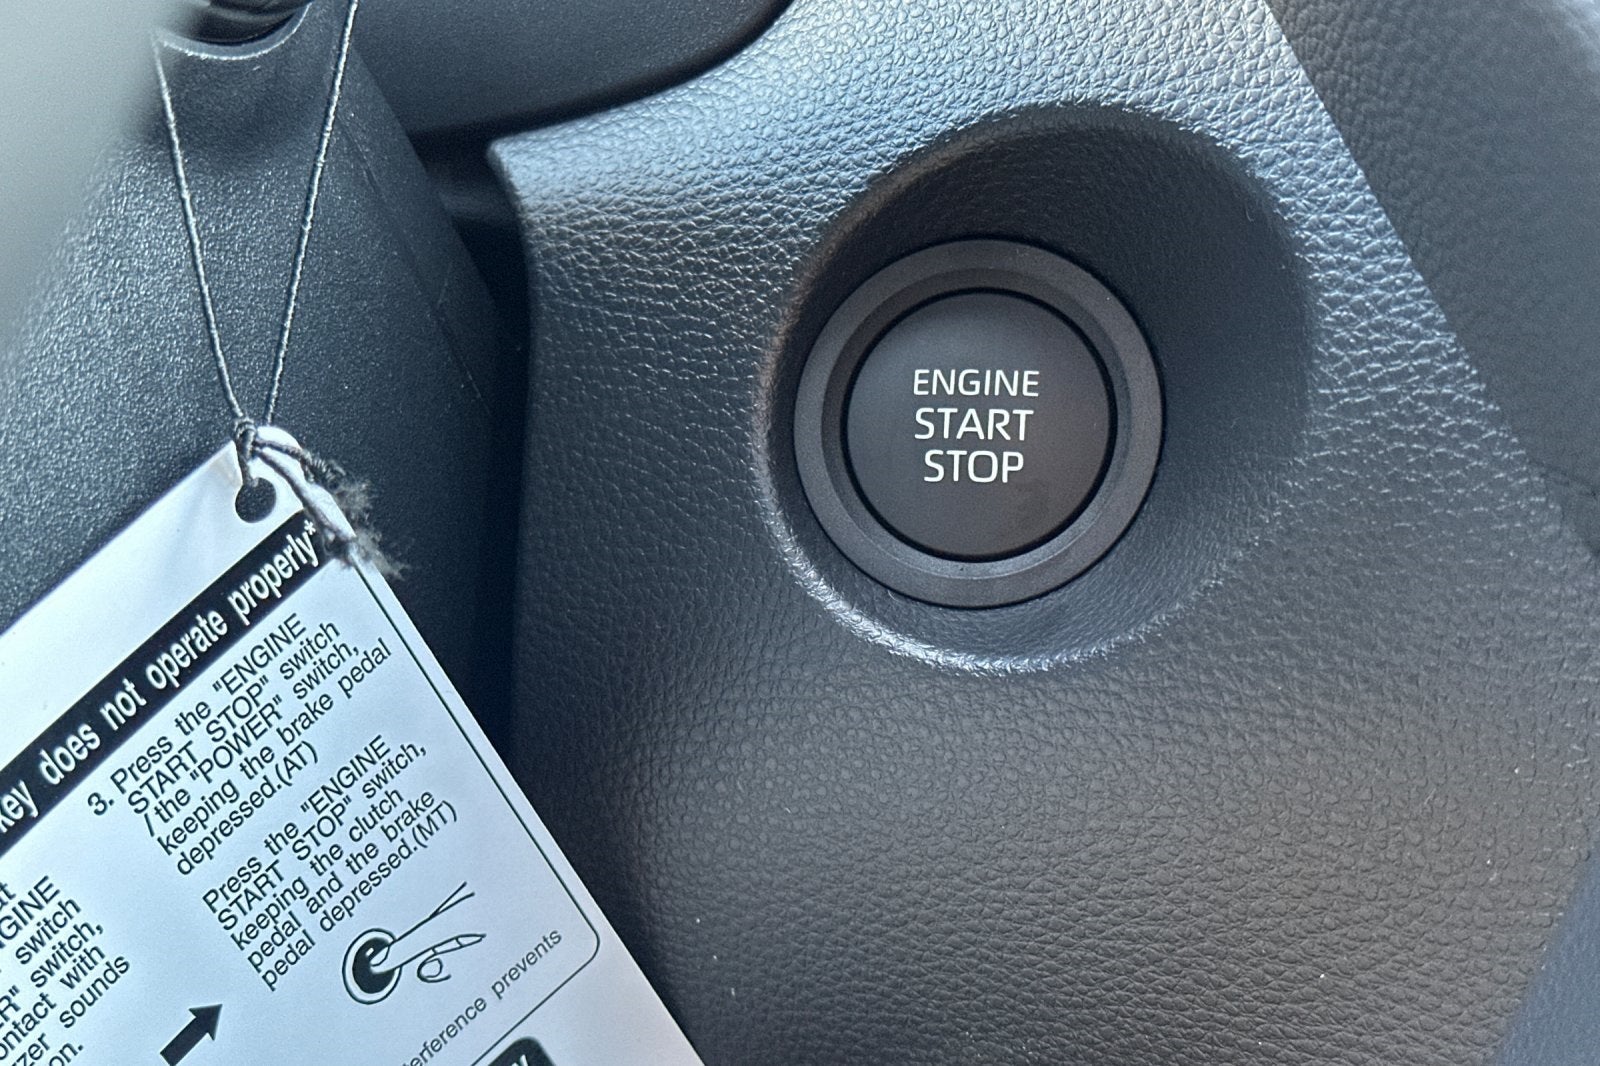 ENGINE
START
STOP
key does not operate properly*
3. Press the "ENGINE
START STOP" switch
/ the "POWER" switch,
keeping the brake pedal
depressed.(AT)
Press the "ENGINE
START STOP" switch,
keeping the clutch
pedal and the brake
pedal depressed.(MT)
switch
switch,
with
sounds
prevents